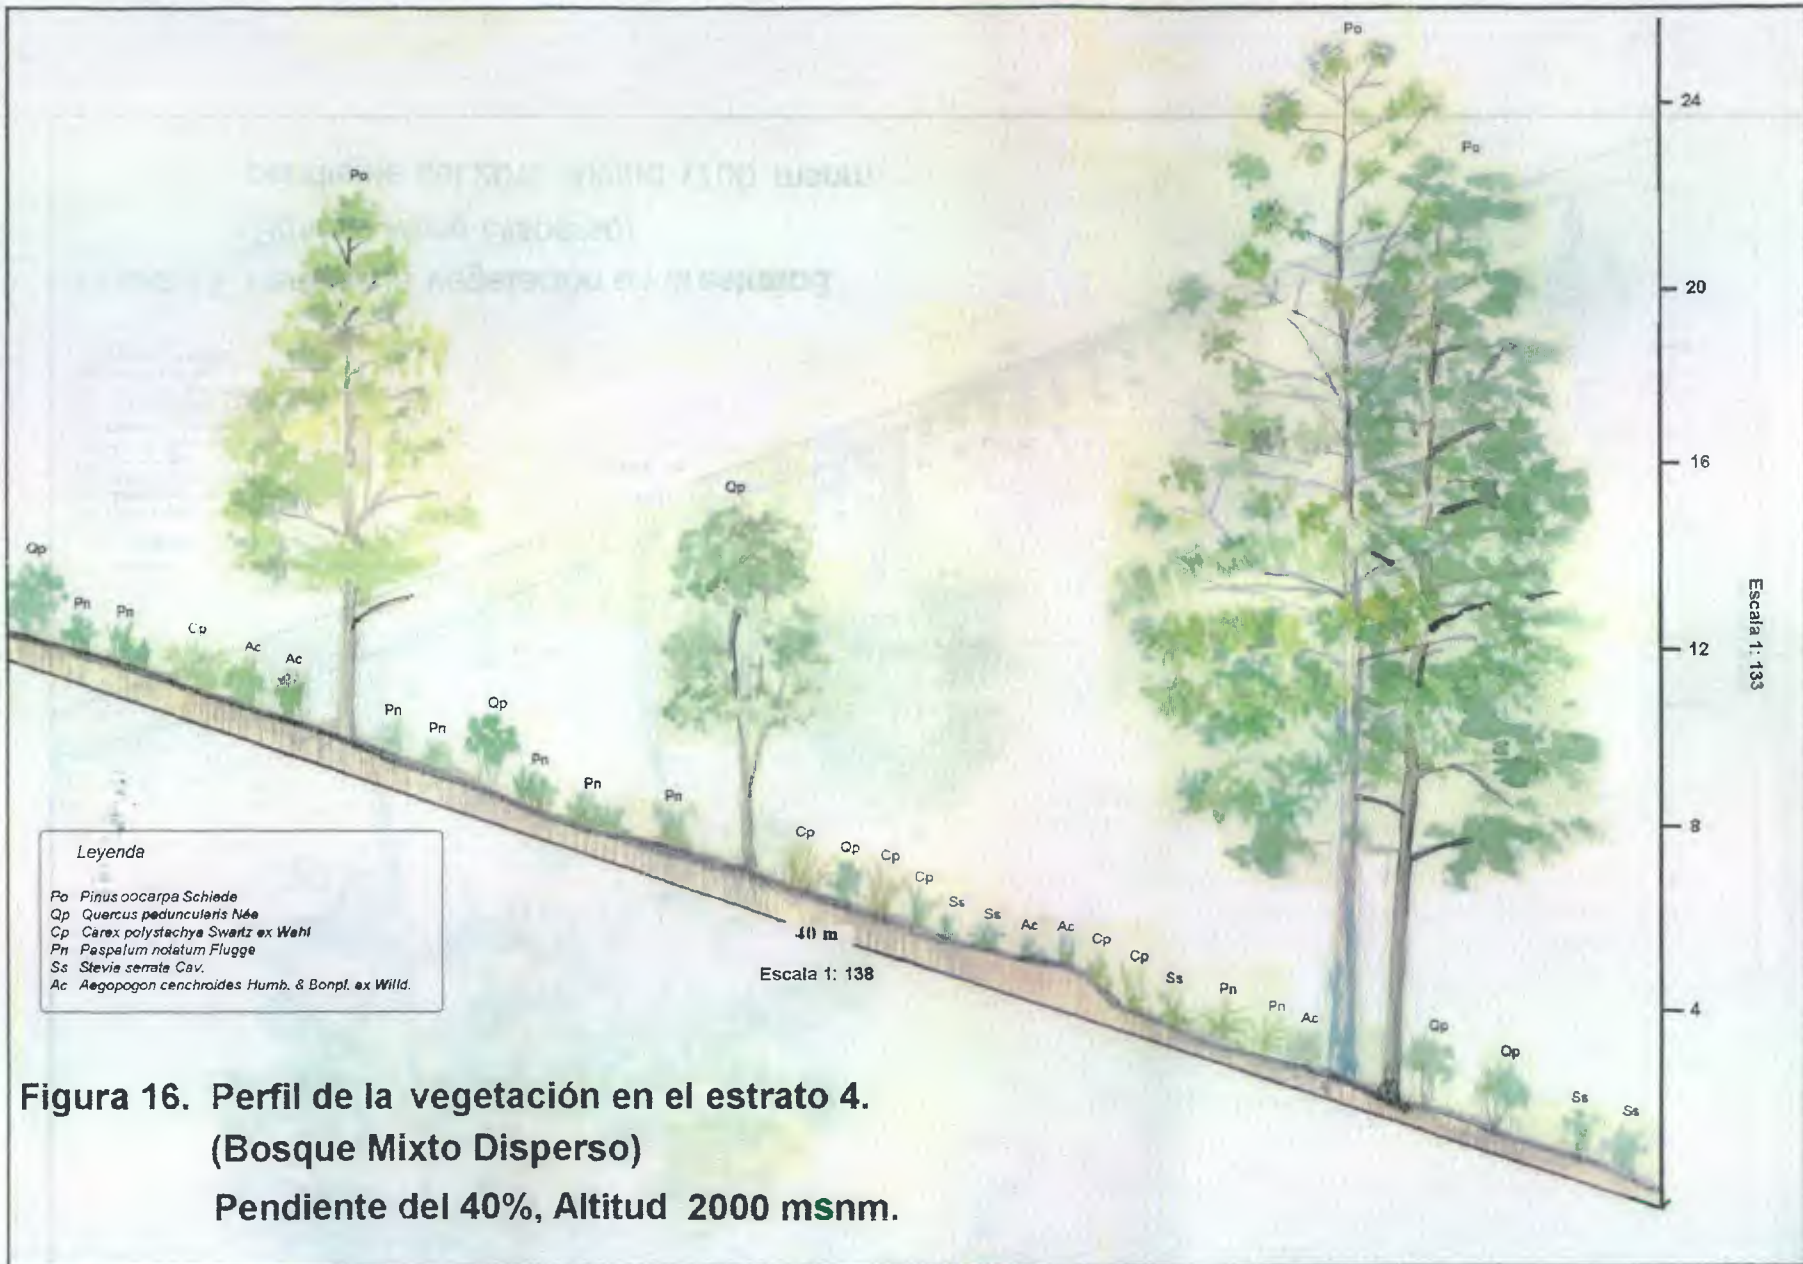 Po
Po
Po
Qp
Qp
Pn
Pn
Cp
Ac
Ac
Pn
Pn
Qp
Pn
Pn
Pn
Cp
Qp
Cp
Cp
Ss
Ss
Ac
Ac
Cp
Cp
Ss
Pn
Pn
Ac
Qp
Qp
Ss
Ss
24
20
16
12
8
4
Escala 1: 133
40 m
Escala 1: 138
Leyenda
Po Pinus oocarpa Schiede
Qp Quercus peduncularis Née
Cp Carex polystachya Swartz ex Wahl
Pn Paspalum notatum Flugge
Ss Stevia serrata Cav.
Ac Aegopogon cenchroides Humb. & Bonpl. ex Willd.
Figura 16. Perfil de la vegetación en el estrato 4.
(Bosque Mixto Disperso)
Pendiente del 40%, Altitud 2000 msnm.